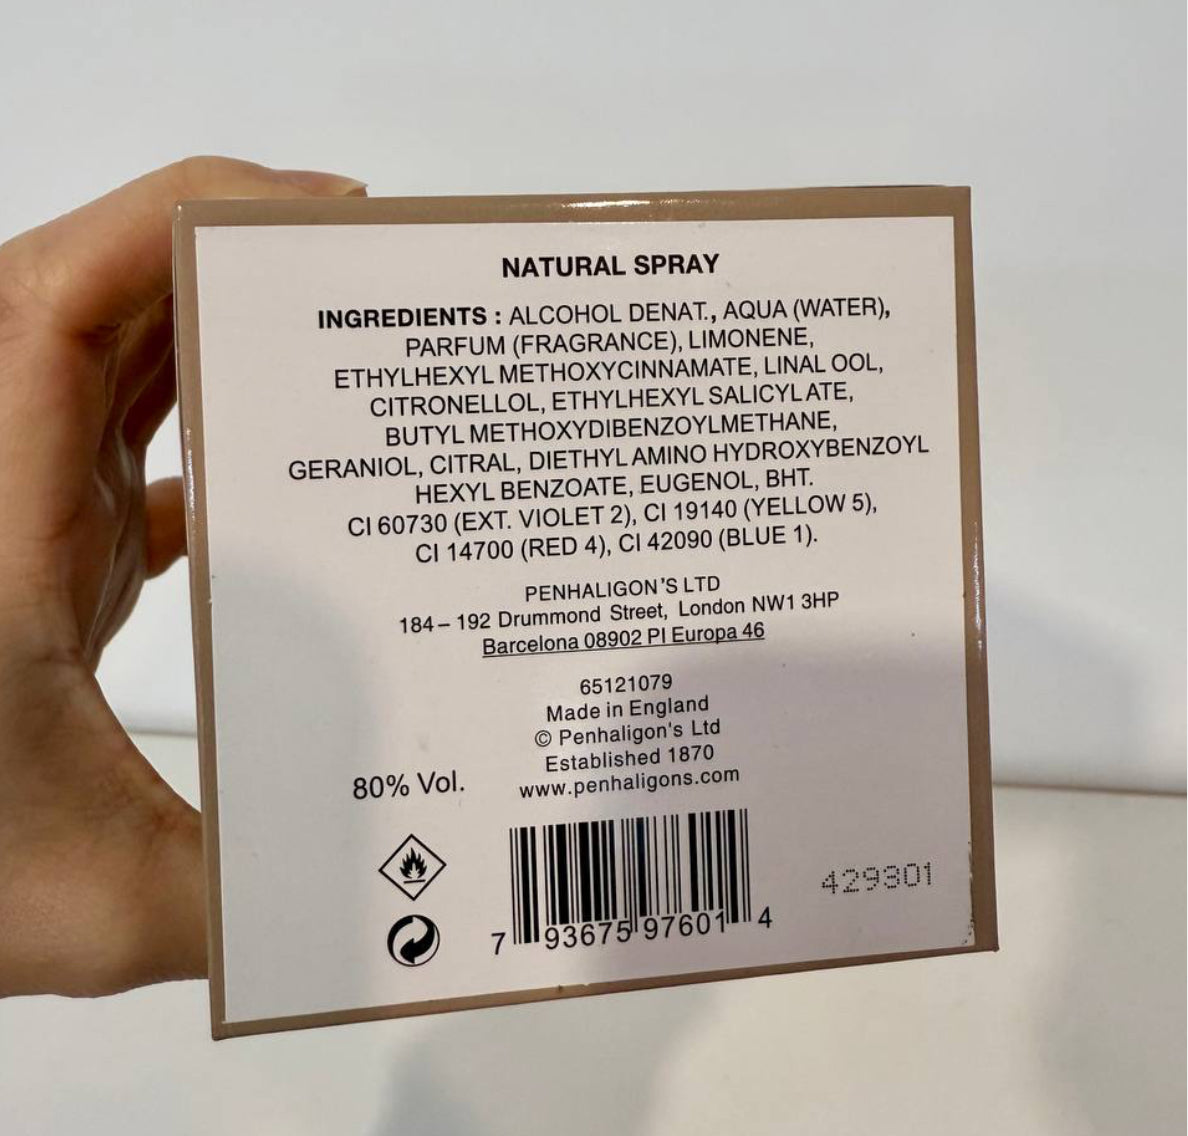 NATURAL SPRAY
INGREDIENTS : ALCOHOL DENAT., AQUA (WATER),
PARFUM (FRAGRANCE), LIMONENE,
ETHYLHEXYL METHOXYCINNAMATE, LINAL OOL,
CITRONELLOL, ETHYLHEXYL SALICYLATE,
BUTYL METHOXYDIBENZOYLMETHANE,
GERANIOL, CITRAL, DIETHYLAMINO HYDROXYBENZOYL
HEXYL BENZOATE, EUGENOL, BHT.
CI 60730 (EXT. VIOLET 2), CI 19140 (YELLOW 5),
CI 14700 (RED 4), CI 42090 (BLUE 1).
PENHALIGON'S LTD
184 – 192 Drummond Street, London NW1 3HP
Barcelona 08902 PI Europa 46
65121079
Made in England
© Penhaligon's Ltd
Established 1870
www.penhaligons.com
80% Vol.
429301
7 93675 97601 4